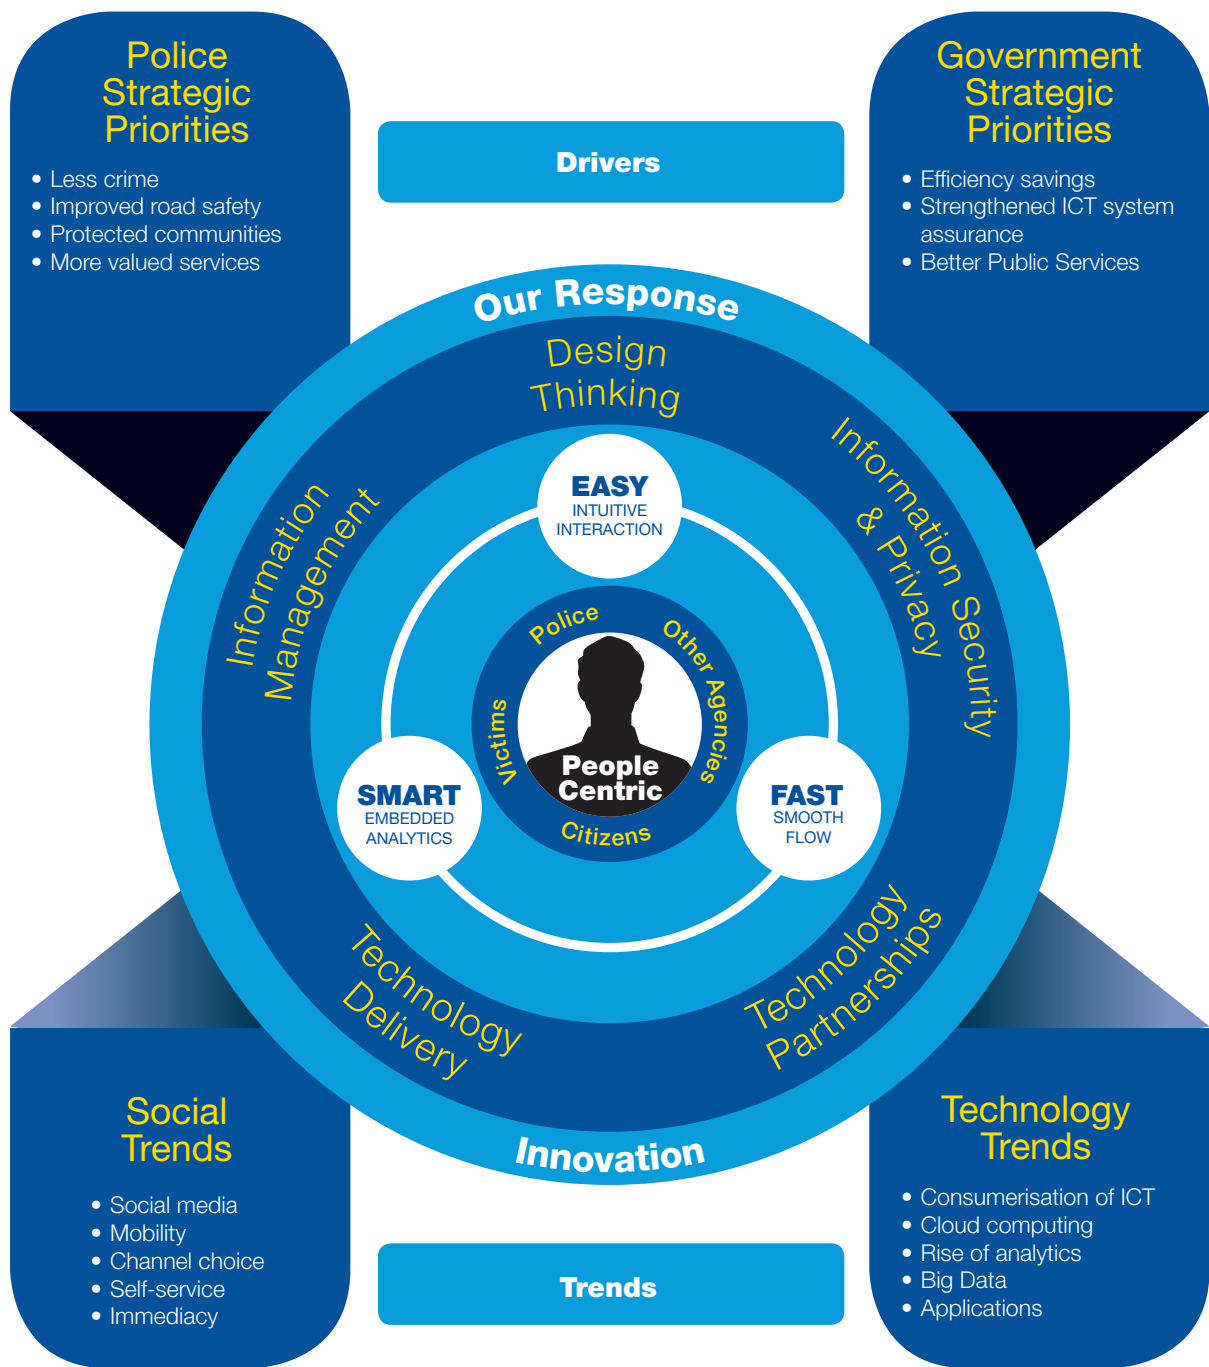 Police
Strategic
Priorities
• Less crime
• Improved road safety
• Protected communities
• More valued services
Drivers
Government
Strategic
Priorities
• Efficiency savings
• Strengthened ICT system
assurance
• Better Public Services
Our Response
Design
Thinking
Information
Management
Information Security
& Privacy
EASY
INTUITIVE
INTERACTION
Police
Other Agencies
Victims
People
Centric
Citizens
SMART
EMBEDDED
ANALYTICS
FAST
SMOOTH
FLOW
Technology
Delivery
Technology
Partnerships
Innovation
Social
Trends
• Social media
• Mobility
• Channel choice
• Self-service
• Immediacy
Trends
Technology
Trends
• Consumerisation of ICT
• Cloud computing
• Rise of analytics
• Big Data
• Applications